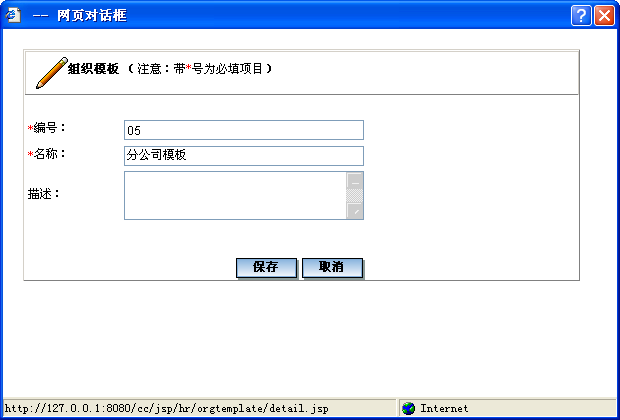 -- 网页对话框
组织模板 ( 注意：带*号为必填项目 )
*编号：
05
*名称：
分公司模板
描述：
保存 取消
http://127.0.0.1:8080/cc/jsp/hr/orgtemplate/detail.jsp Internet